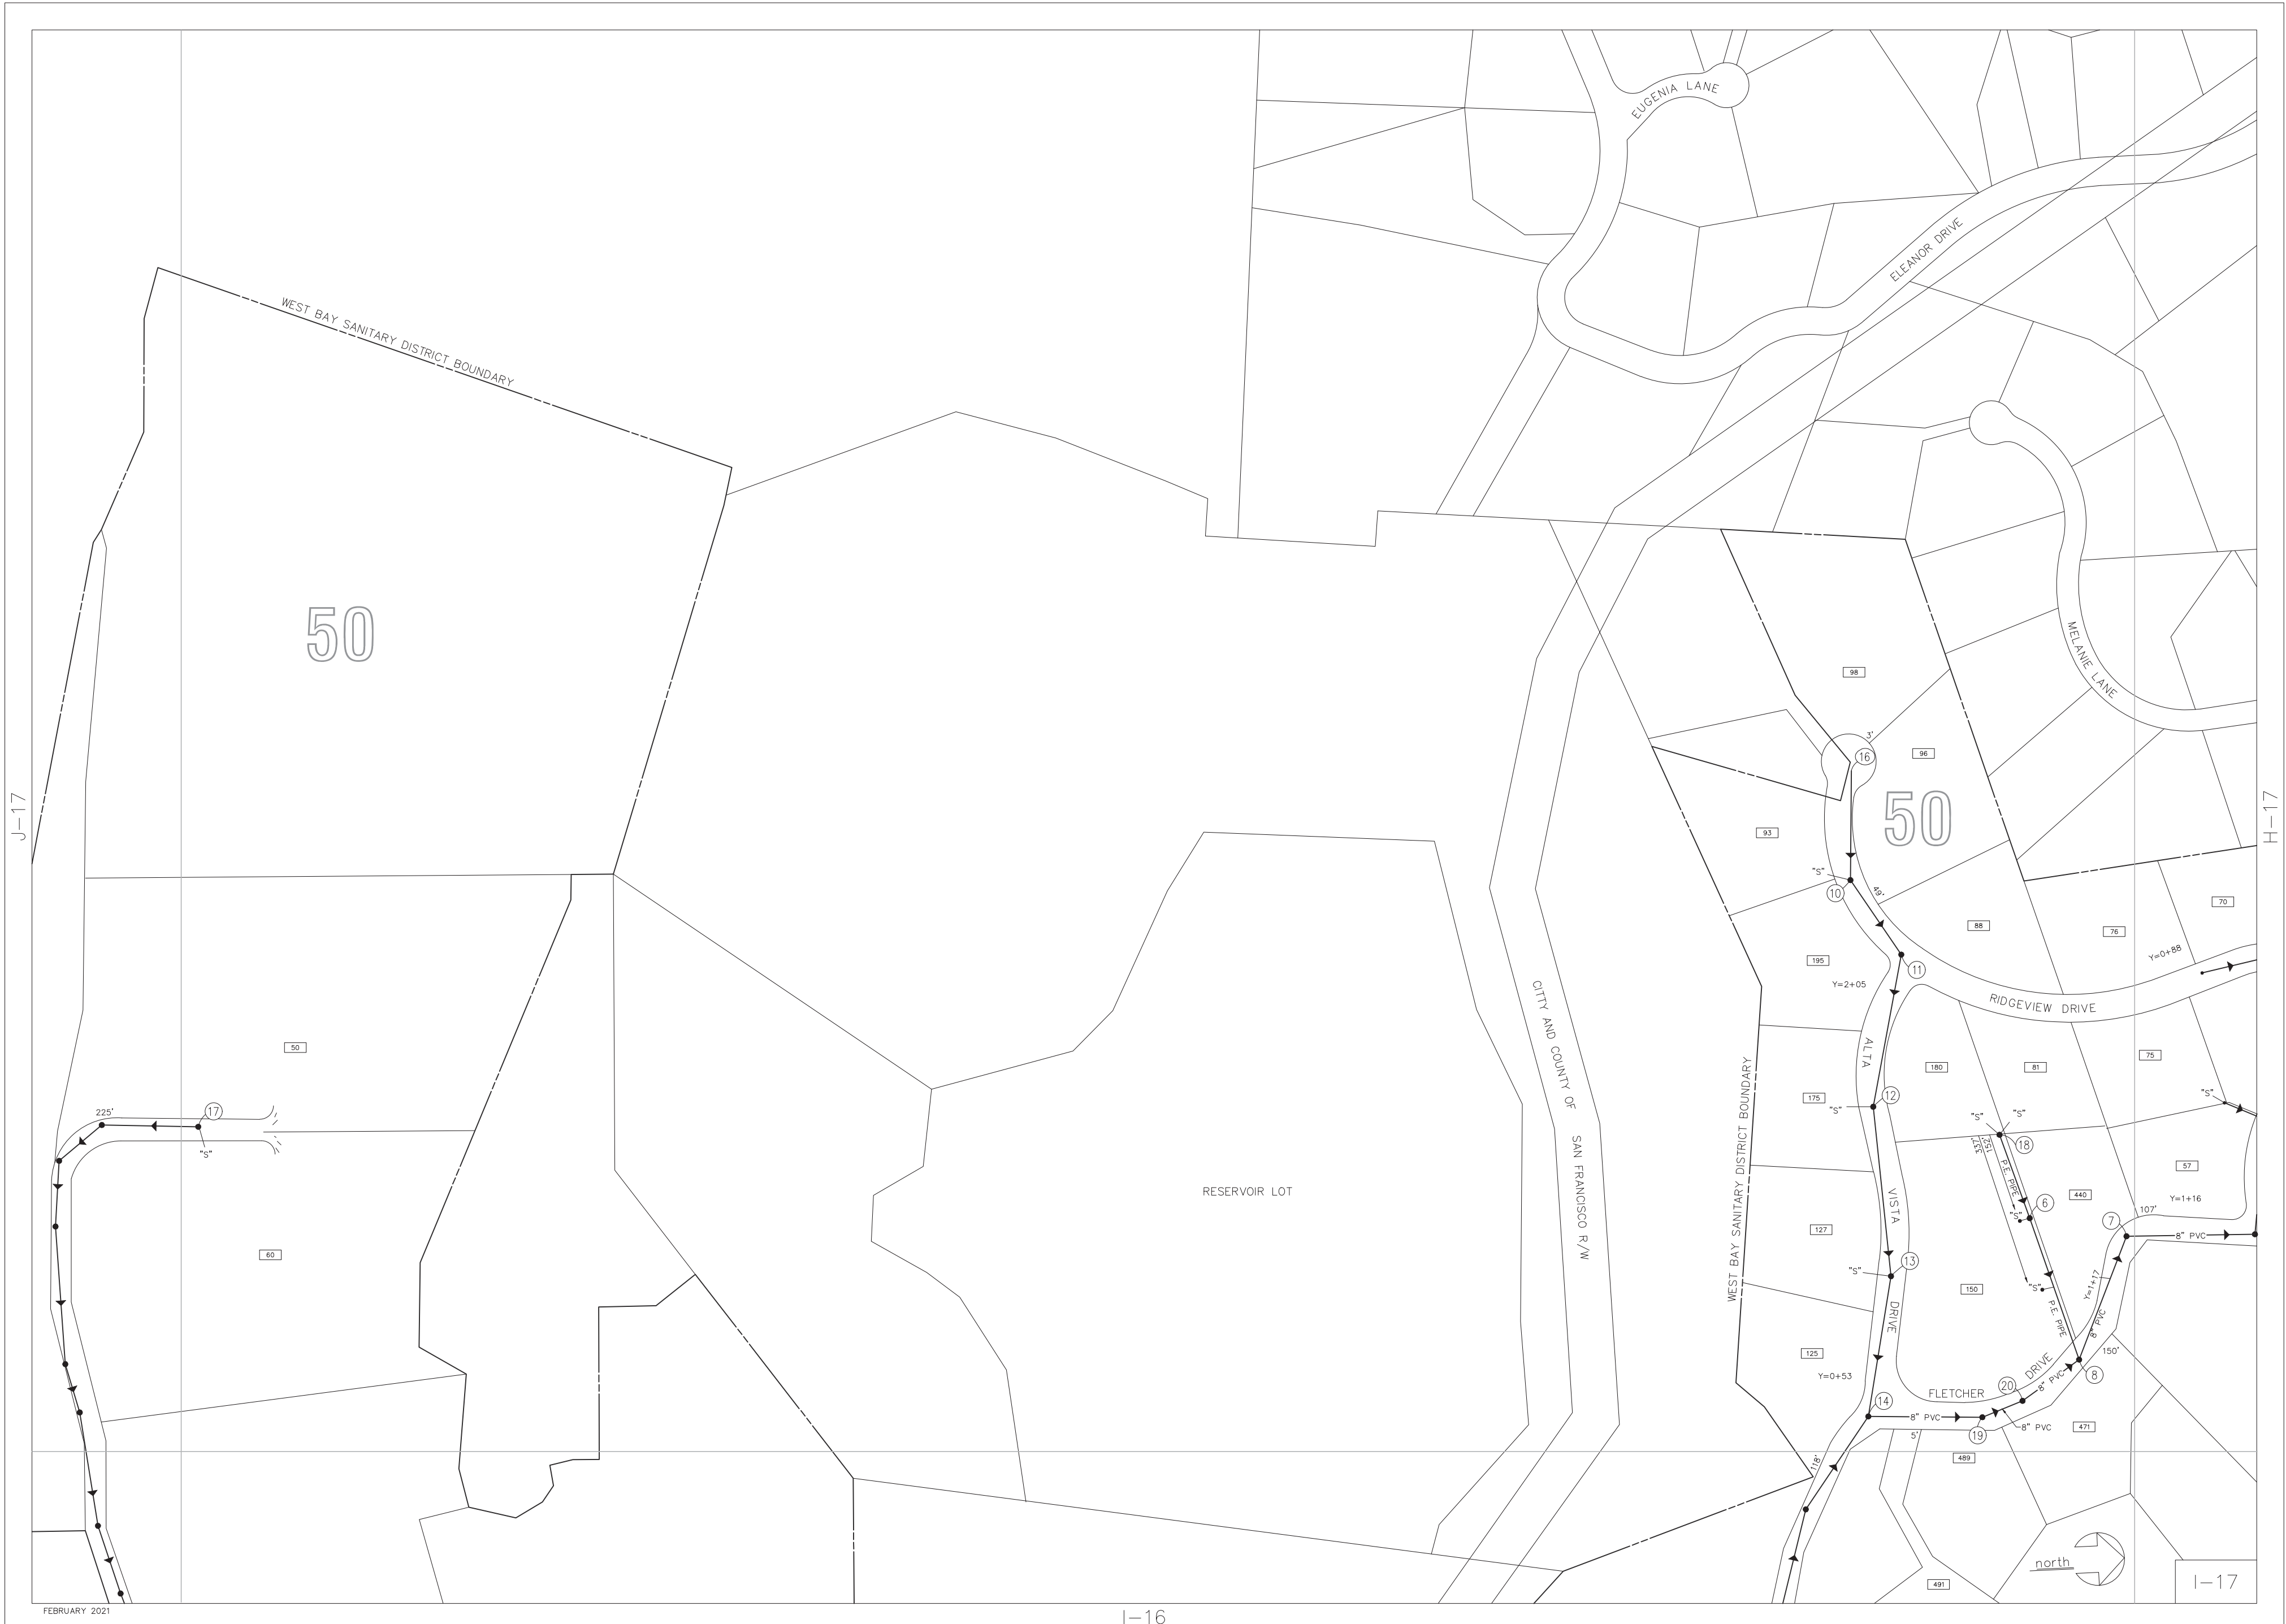 EUGENIA LANE
ELEANOR DRIVE
WEST BAY SANITARY DISTRICT BOUNDARY
50
MELANIE LANE
98
3'
16
96
50
J-17
H-17
93
"S"
10
49'
88
70
76
Y=0+88
195
11
Y=2+05
RIDGEVIEW DRIVE
CITTY AND COUNTY OF SAN FRANCISCO R/W
WEST BAY SANITARY DISTRICT BOUNDARY
ALTA VISTA DRIVE
50
225'
17
"S"
180
81
75
175
"S"
12
"S"
"S"
"S"
18
337'
152'
P.E. PIPE
57
RESERVOIR LOT
440
Y=1+16
6
"S"
107'
7
8" PVC
127
60
13
"S"
"S"
150
Y=1+17
P.E. PIPE
8" PVC
125
150'
Y=0+53
DRIVE
8" PVC
8
FLETCHER
20
14
8" PVC
8" PVC
19
5'
471
118'
489
north
491
I-17
FEBRUARY 2021
I-16